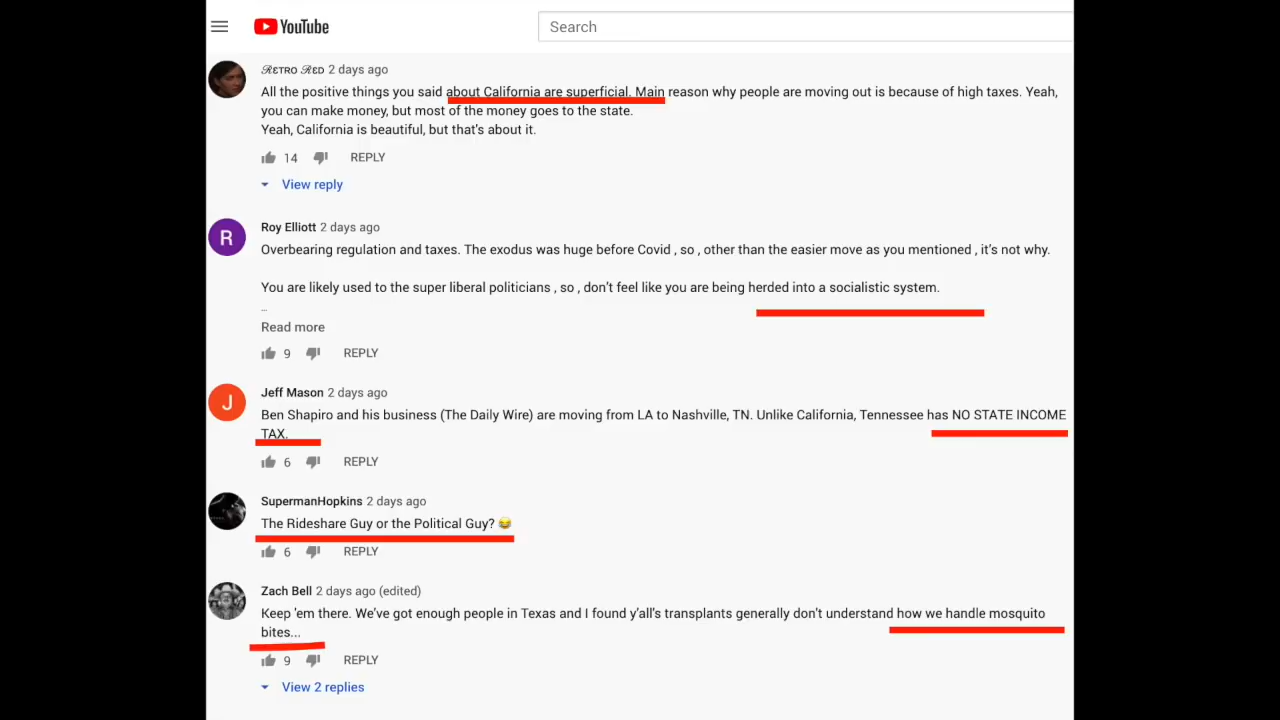 YouTube
Search
Retro Red 2 days ago
All the positive things you said about California are superficial. Main reason why people are moving out is because of high taxes. Yeah,
you can make money, but most of the money goes to the state.
Yeah, California is beautiful, but that's about it.
14 REPLY
View reply
R
Roy Elliott 2 days ago
Overbearing regulation and taxes. The exodus was huge before Covid , so , other than the easier move as you mentioned , it's not why.
You are likely used to the super liberal politicians , so , don't feel like you are being herded into a socialistic system.
...
Read more
9 REPLY
J
Jeff Mason 2 days ago
Ben Shapiro and his business (The Daily Wire) are moving from LA to Nashville, TN. Unlike California, Tennessee has NO STATE INCOME
TAX.
6 REPLY
SupermanHopkins 2 days ago
The Rideshare Guy or the Political Guy? 😂
6 REPLY
Zach Bell 2 days ago (edited)
Keep 'em there. We've got enough people in Texas and I found y'all's transplants generally don't understand how we handle mosquito
bites...
9 REPLY
View 2 replies